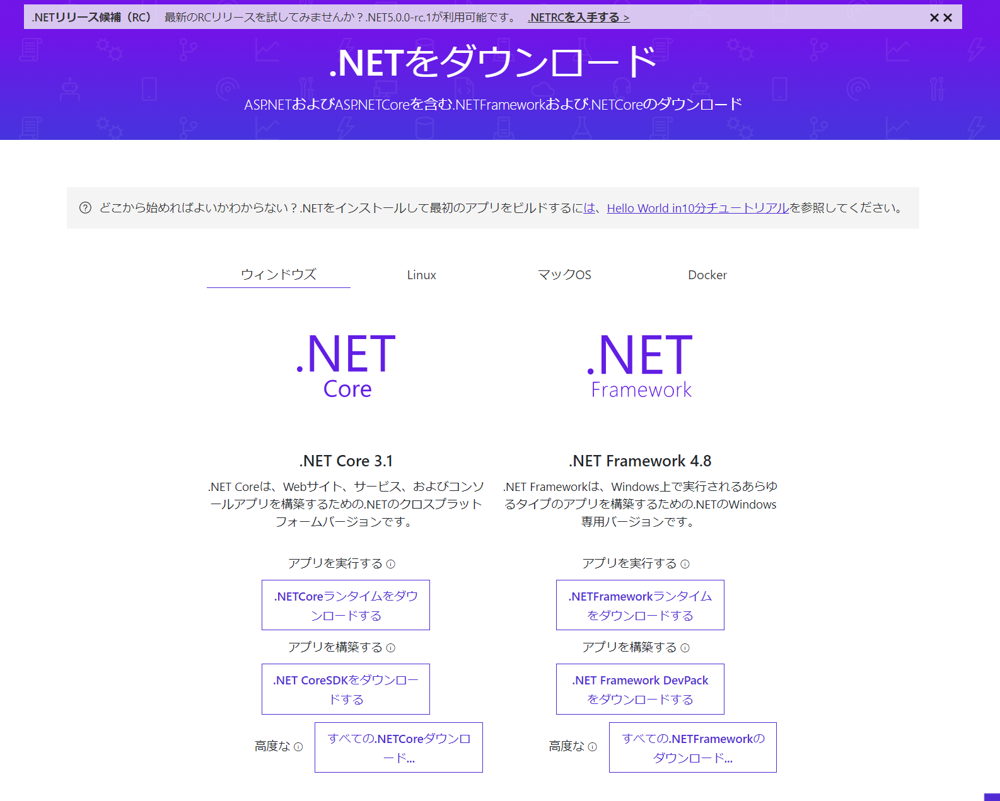 .NETリリース候補（RC） 最新のRCリリースを試してみませんか？.NET5.0.0-rc.1が利用可能です。 .NETRCを入手する >
.NETをダウンロード
ASP.NETおよびASP.NETCoreを含む.NETFrameworkおよび.NETCoreのダウンロード
どこから始めればよいかわからない？.NETをインストールして最初のアプリをビルドするには、Hello World in10分チュートリアルを参照してください。
ウィンドウズ Linux マックOS Docker
.NET
Core
.NET
Framework
.NET Core 3.1
.NET Coreは、Webサイト、サービス、およびコンソ
ールアプリを構築するための.NETのクロスプラット
フォームバージョンです。
アプリを実行する
.NETCoreランタイムをダウ
ンロードする
アプリを構築する
.NET CoreSDKをダウンロー
ドする
高度な
すべての.NETCoreダウンロ
ード...
.NET Framework 4.8
.NET Frameworkは、Windows上で実行されるあらゆ
るタイプのアプリを構築するための.NETのWindows
専用バージョンです。
アプリを実行する
.NETFrameworkランタイム
をダウンロードする
アプリを構築する
.NET Framework DevPack
をダウンロードする
高度な
すべての.NETFrameworkの
ダウンロード...